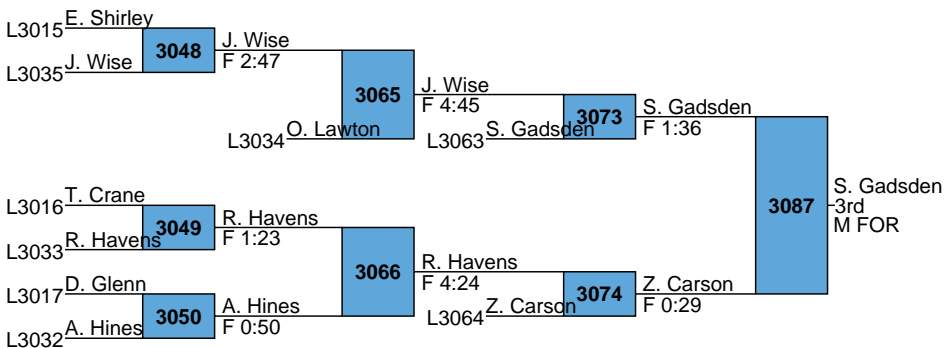 E. Shirley
L3015
3048
J. Wise
F 2:47
J. Wise
L3035
3065
J. Wise
F 4:45
O. Lawton
L3034
3073
S. Gadsden
F 1:36
S. Gadsden
L3063
3087
S. Gadsden
3rd
M FOR
T. Crane
L3016
3049
R. Havens
F 1:23
R. Havens
L3033
3066
R. Havens
F 4:24
D. Glenn
L3017
3050
A. Hines
F 0:50
A. Hines
L3032
3074
Z. Carson
F 0:29
Z. Carson
L3064